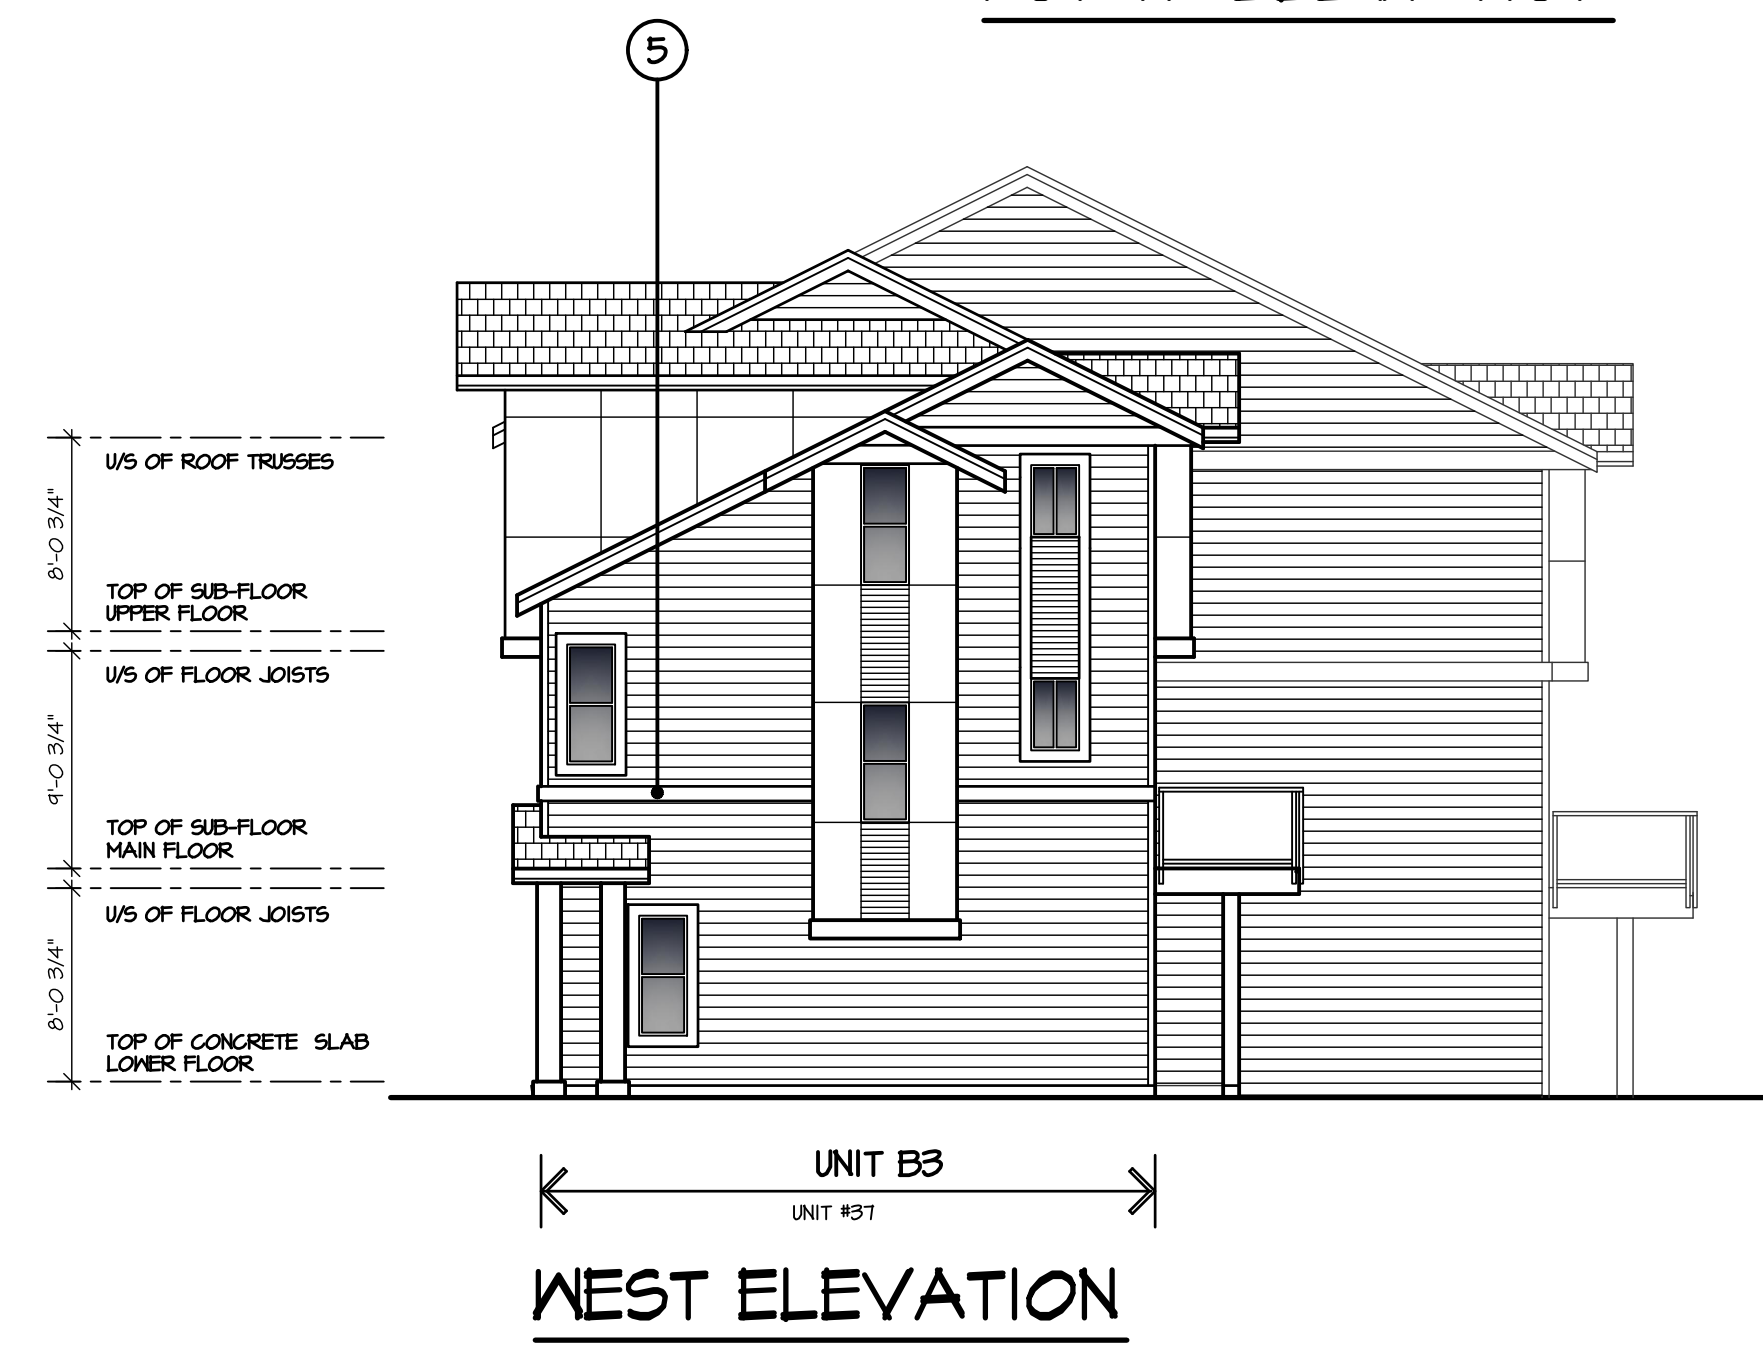 5
U/S OF ROOF TRUSSES
8'-0 3/4"
TOP OF SUB-FLOOR
UPPER FLOOR
U/S OF FLOOR JOISTS
9'-0 3/4"
TOP OF SUB-FLOOR
MAIN FLOOR
U/S OF FLOOR JOISTS
8'-0 3/4"
TOP OF CONCRETE SLAB
LOWER FLOOR
UNIT B3
UNIT #37
WEST ELEVATION